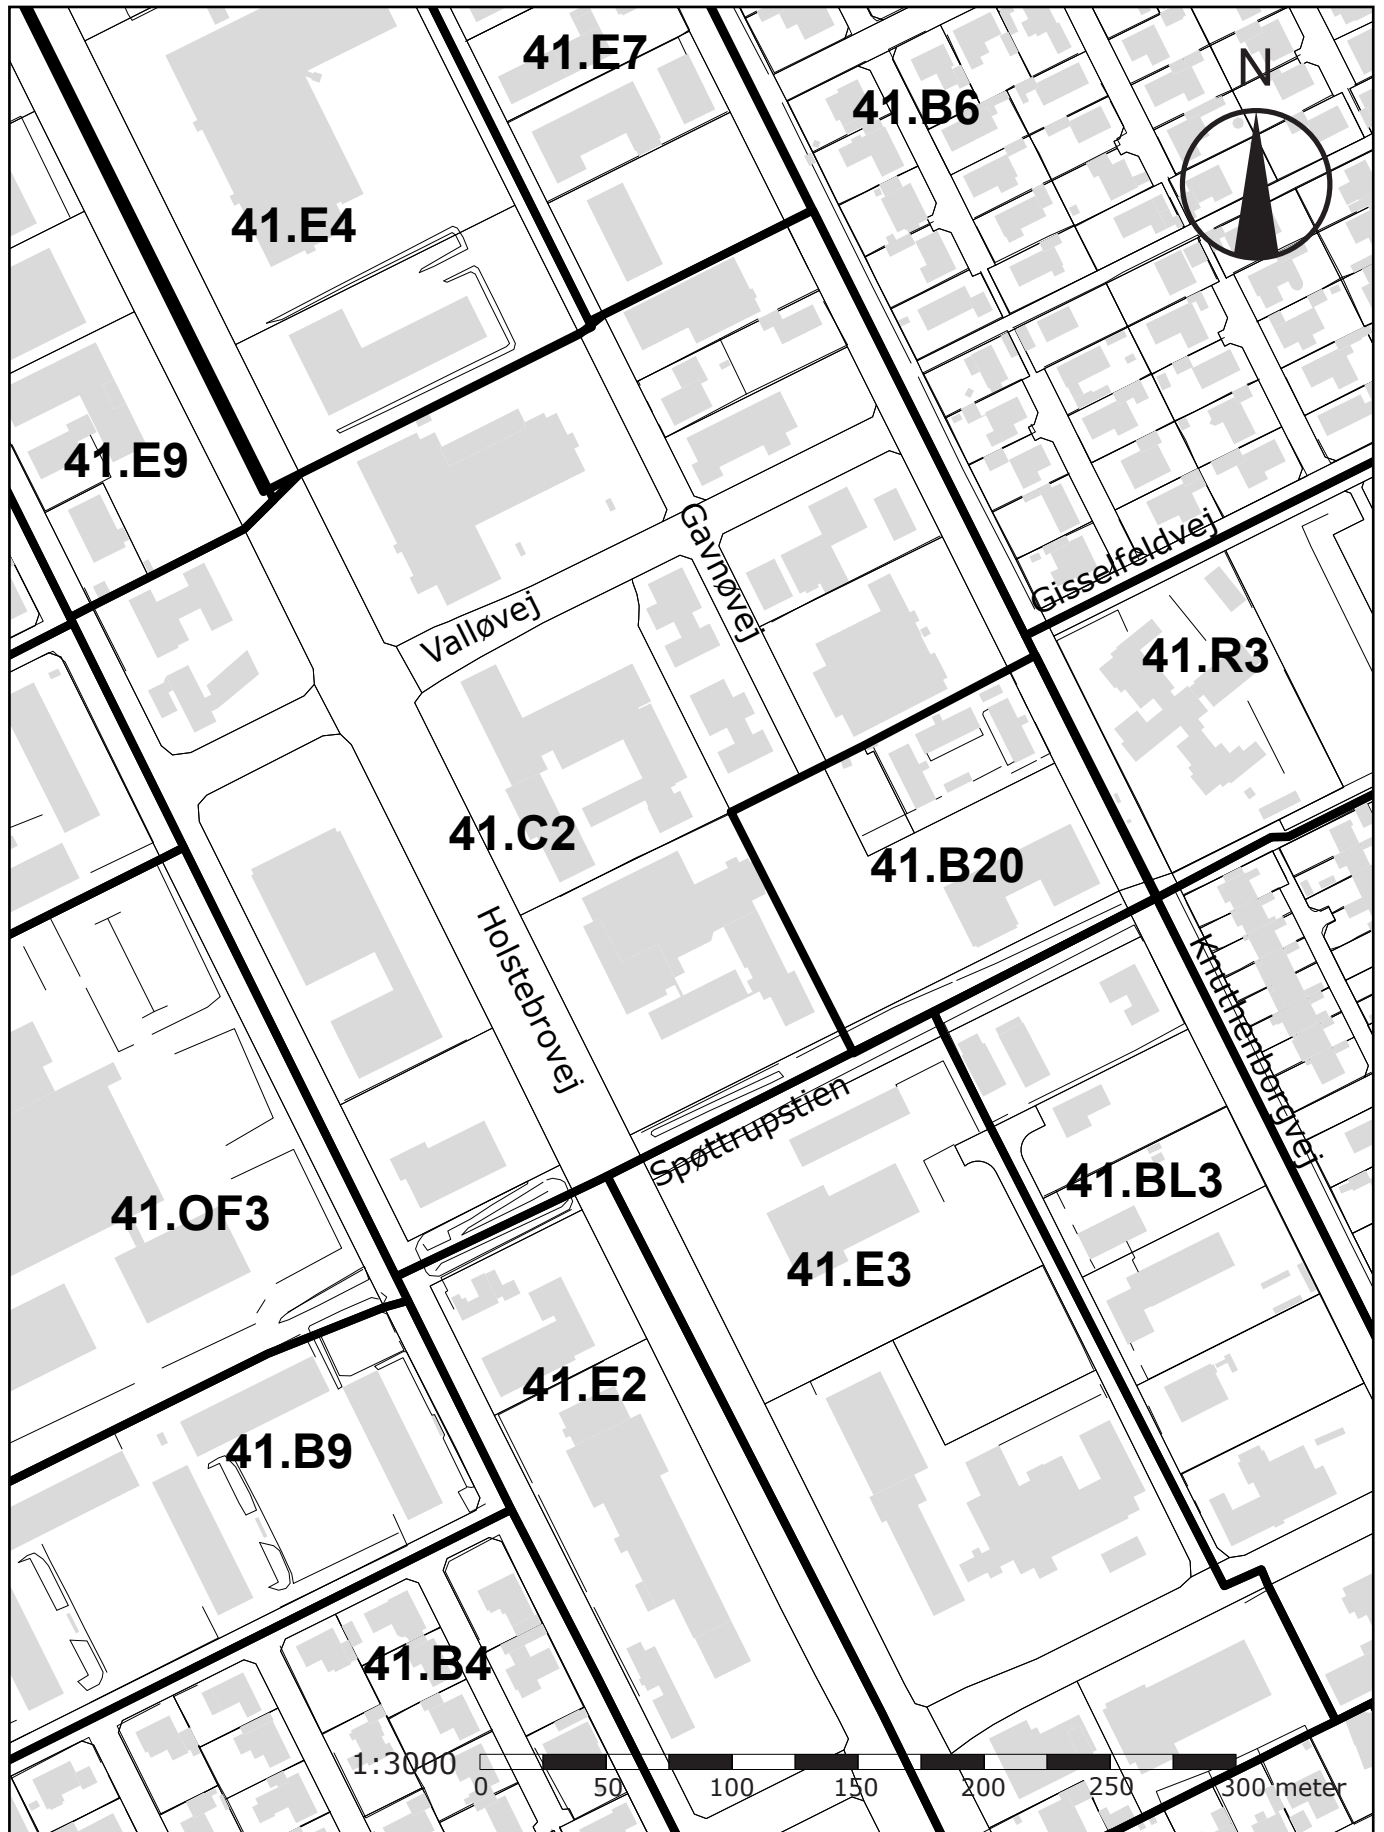 41.E7
N
41.B6
41.E4
41.E9
Gavnøvej
Gisselfeldvej
Valløvej
41.R3
41.C2
41.B20
Holstebrovej
Knuthenborgvej
Spøttrupstien
41.BL3
41.OF3
41.E3
41.E2
41.B9
41.B4
1:3000
0 50 100 150 200 250 300 meter